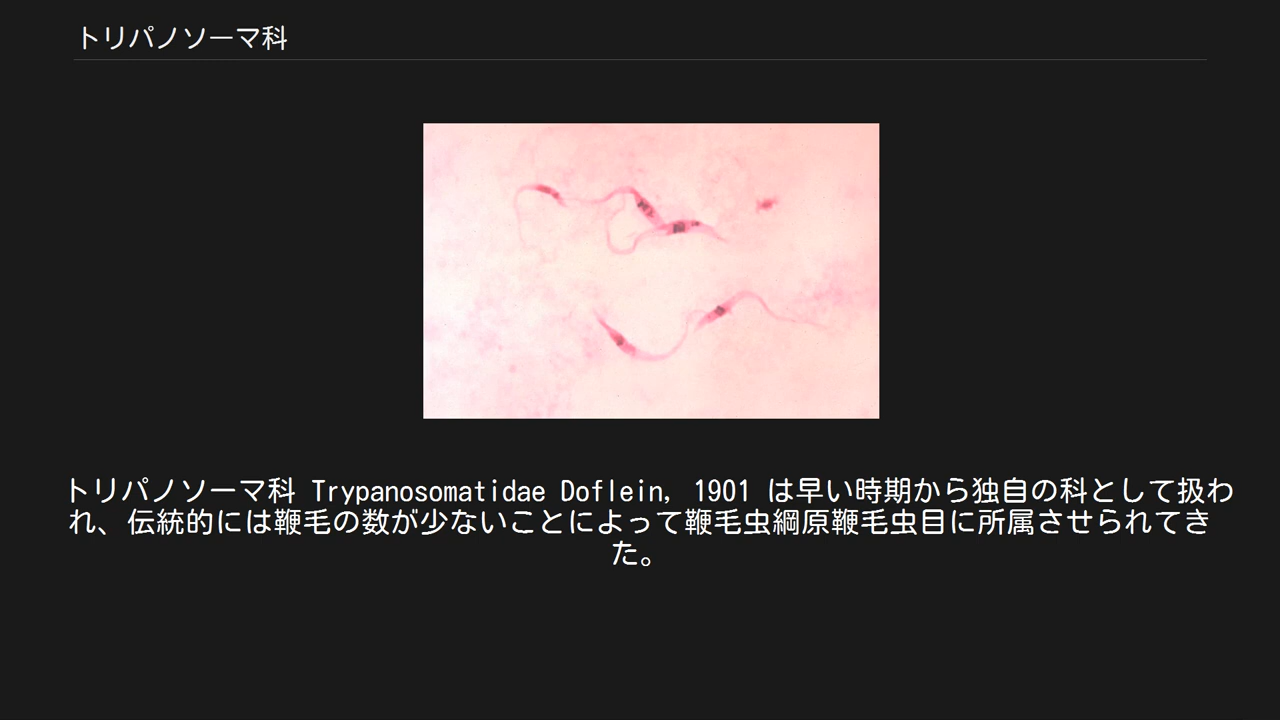 トリパノソーマ科
トリパノソーマ科 Trypanosomatidae Doflein, 1901 は早い時期から独自の科として扱わ
れ、伝統的には鞭毛の数が少ないことによって鞭毛虫綱原鞭毛虫目に所属させられてき
た。